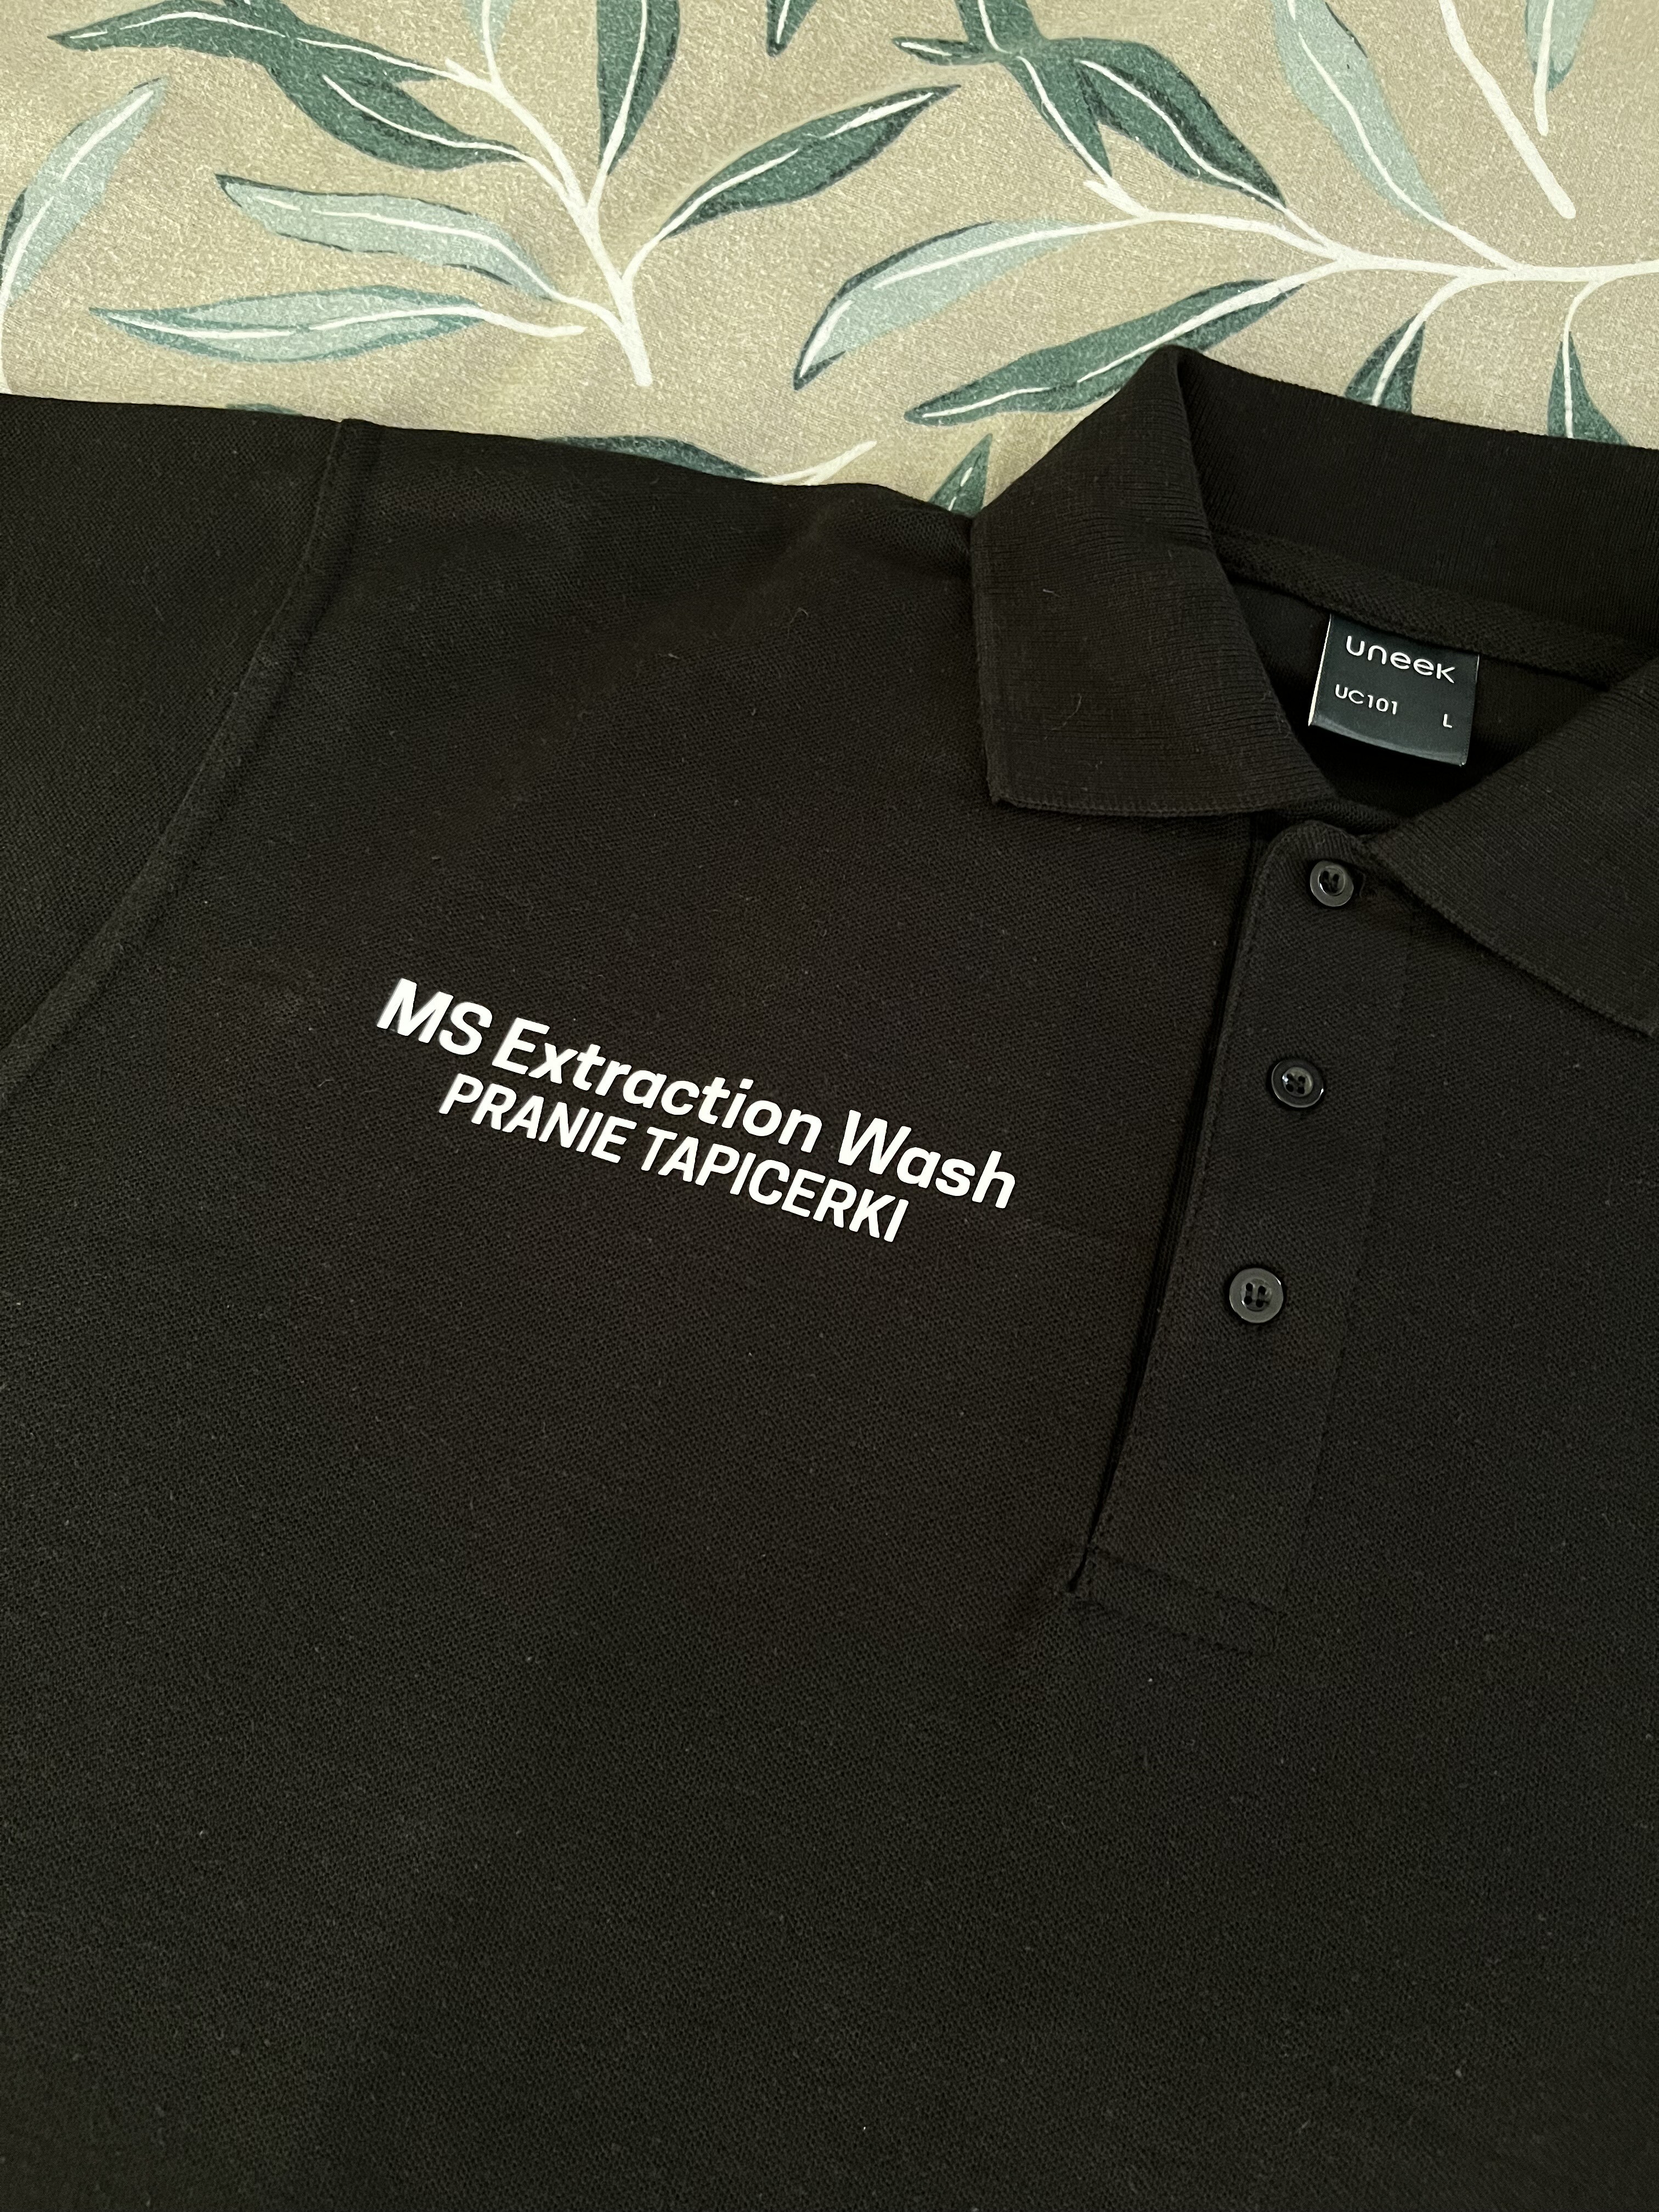 uneek
UC101 L
MS Extraction Wash
PRANIE TAPICERKI